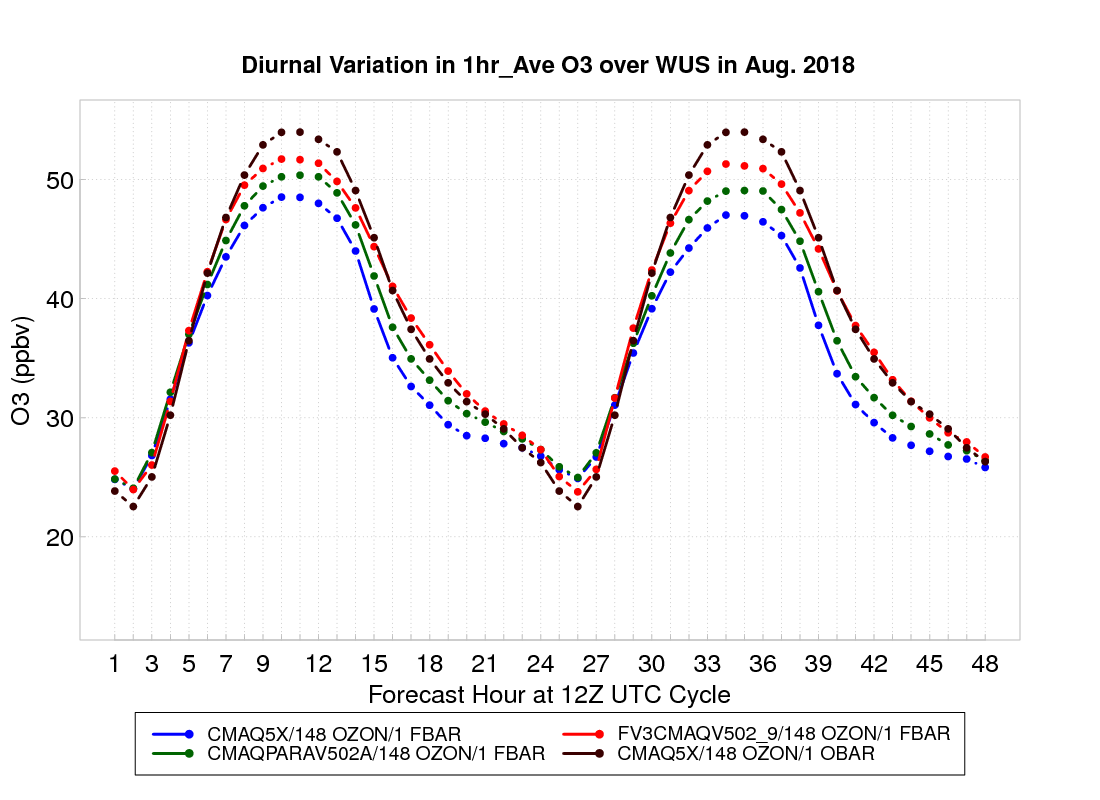 Diurnal Variation in 1hr_Ave O3 over WUS in Aug. 2018
O3 (ppbv)
50
40
30
20
1 3 5 7 9 12 15 18 21 24 27 30 33 36 39 42 45 48
Forecast Hour at 12Z UTC Cycle
CMAQ5X/148 OZON/1 FBAR FV3CMAQV502_9/148 OZON/1 FBAR
CMAQPARAV502A/148 OZON/1 FBAR CMAQ5X/148 OZON/1 OBAR